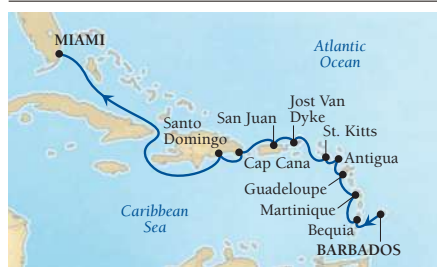 MIAMI
Atlantic
Ocean
Santo
Domingo
San Juan
Jost Van
Dyke
St. Kitts
Antigua
Cap Cana
Guadeloupe
Martinique
Bequia
BARBADOS
Caribbean
Sea